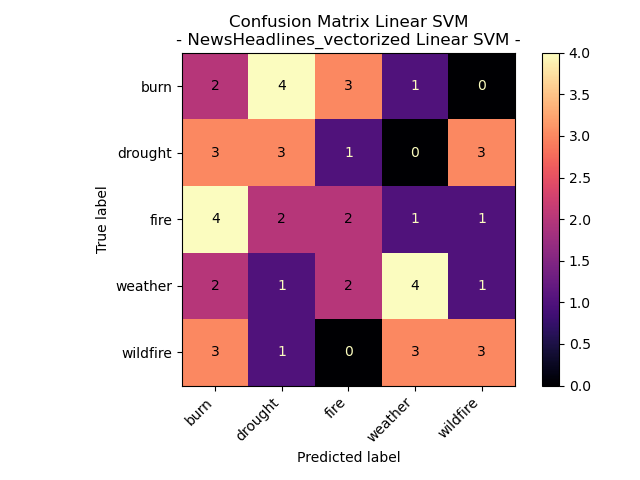 Confusion Matrix Linear SVM
- NewsHeadlines_vectorized Linear SVM -
True label
burn 2 4 3 1 0
drought 3 3 1 0 3
fire 4 2 2 1 1
weather 2 1 2 4 1
wildfire 3 1 0 3 3
burn drought fire weather wildfire
Predicted label
4.0
3.5
3.0
2.5
2.0
1.5
1.0
0.5
0.0